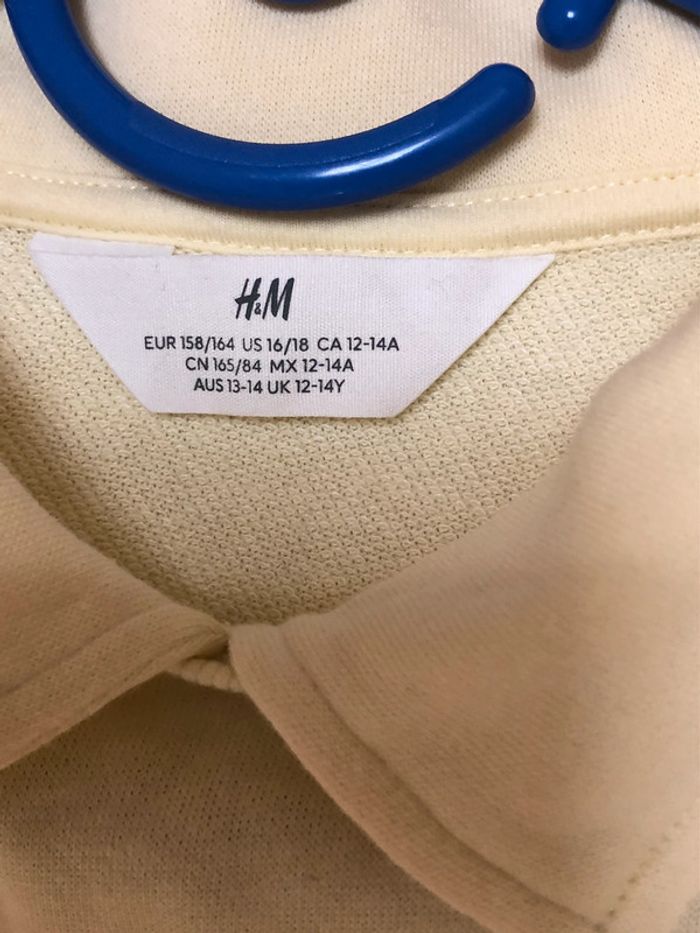 H&M
EUR 158/164 US 16/18 CA 12-14A
CN 165/84 MX 12-14A
AUS 13-14 UK 12-14Y